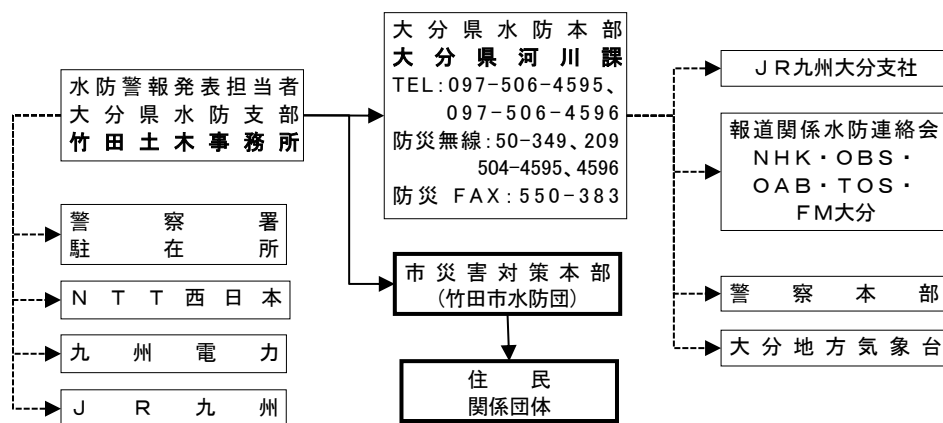 水防警報発表担当者
大分県水防支部
竹田土木事務所
警察署
駐在所
NTT西日本
九州電力
JR九州
大分県水防本部
大分県河川課
TEL:097-506-4595、
097-506-4596
防災無線:50-349、209
504-4595、4596
防災 FAX:550-383
市災害対策本部
(竹田市水防団)
住民
関係団体
JR九州大分支社
報道関係水防連絡会
NHK・OBS・
OAB・TOS・
FM大分
警察本部
大分地方気象台